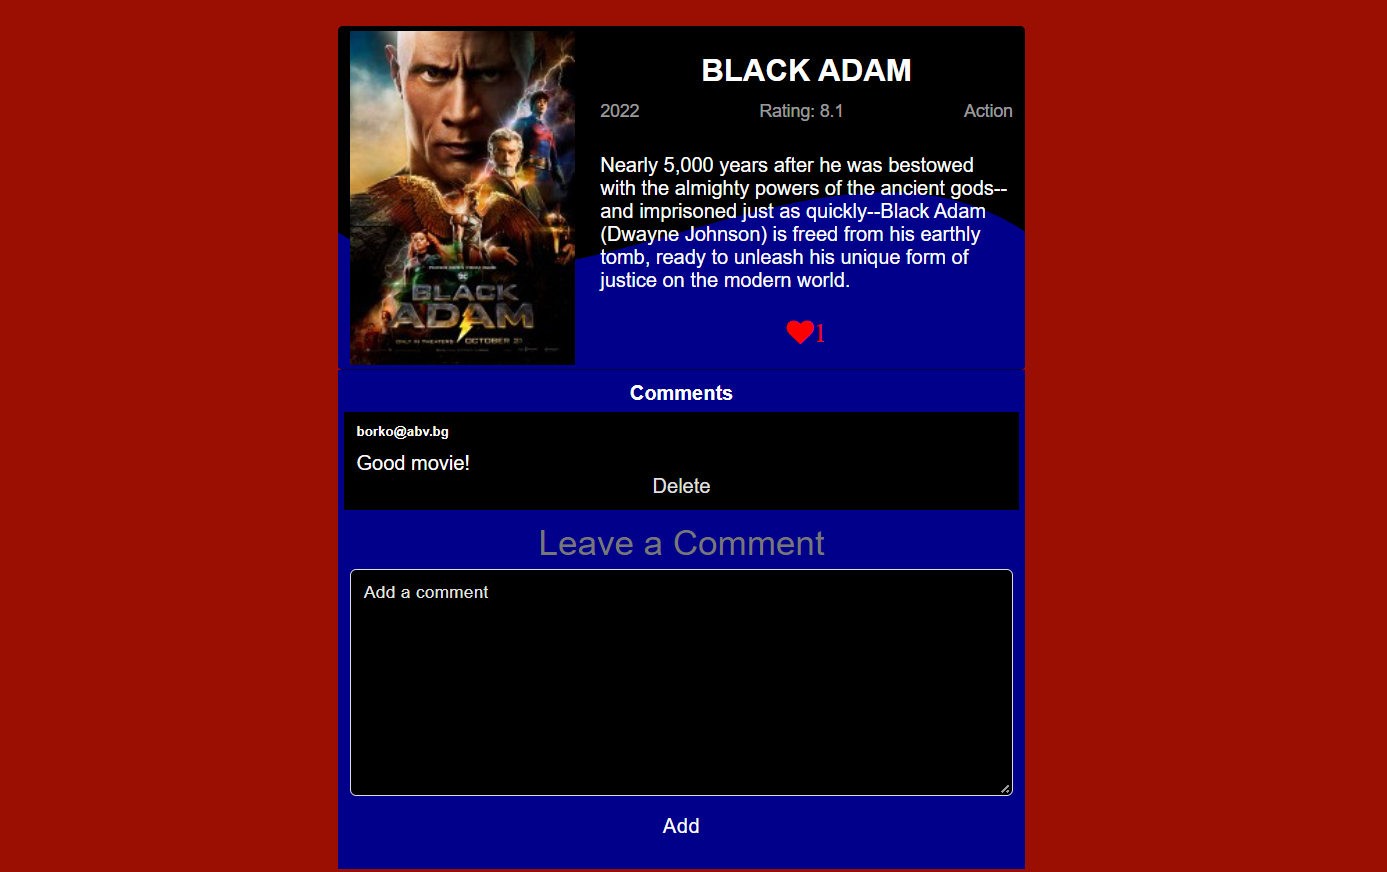 BLACK ADAM
2022 Rating: 8.1 Action
Nearly 5,000 years after he was bestowed
with the almighty powers of the ancient gods--
and imprisoned just as quickly--Black Adam
(Dwayne Johnson) is freed from his earthly
tomb, ready to unleash his unique form of
justice on the modern world.
1
BLACK
ADAM
ONLY IN THEATERS OCTOBER 21
Comments
borko@abv.bg
Good movie!
Delete
Leave a Comment
Add a comment
Add